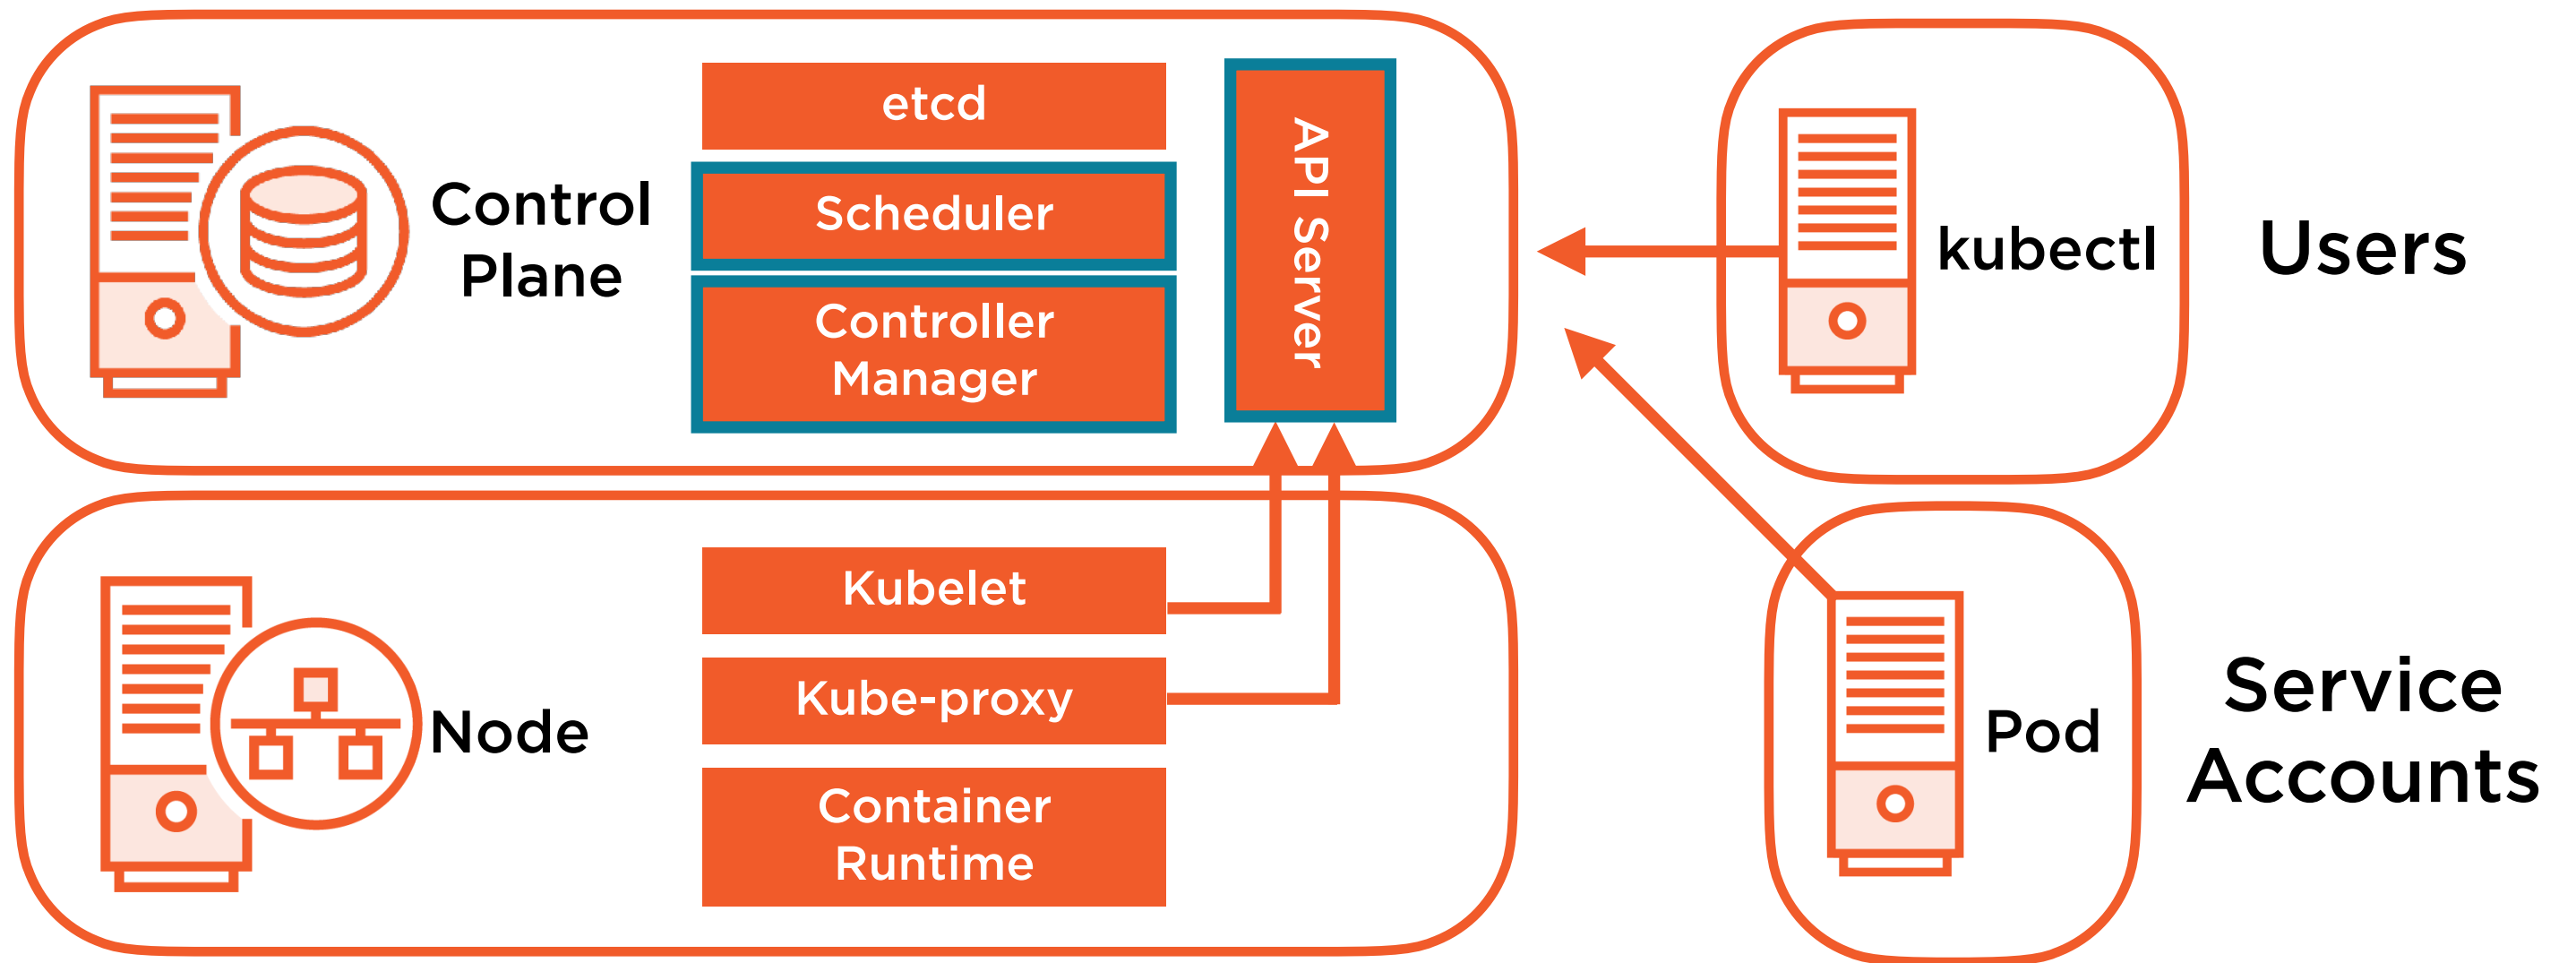 Control
Plane
etcd
Scheduler
Controller
Manager
API Server
kubectl
Users
Node
Kubelet
Kube-proxy
Container
Runtime
Pod
Service
Accounts